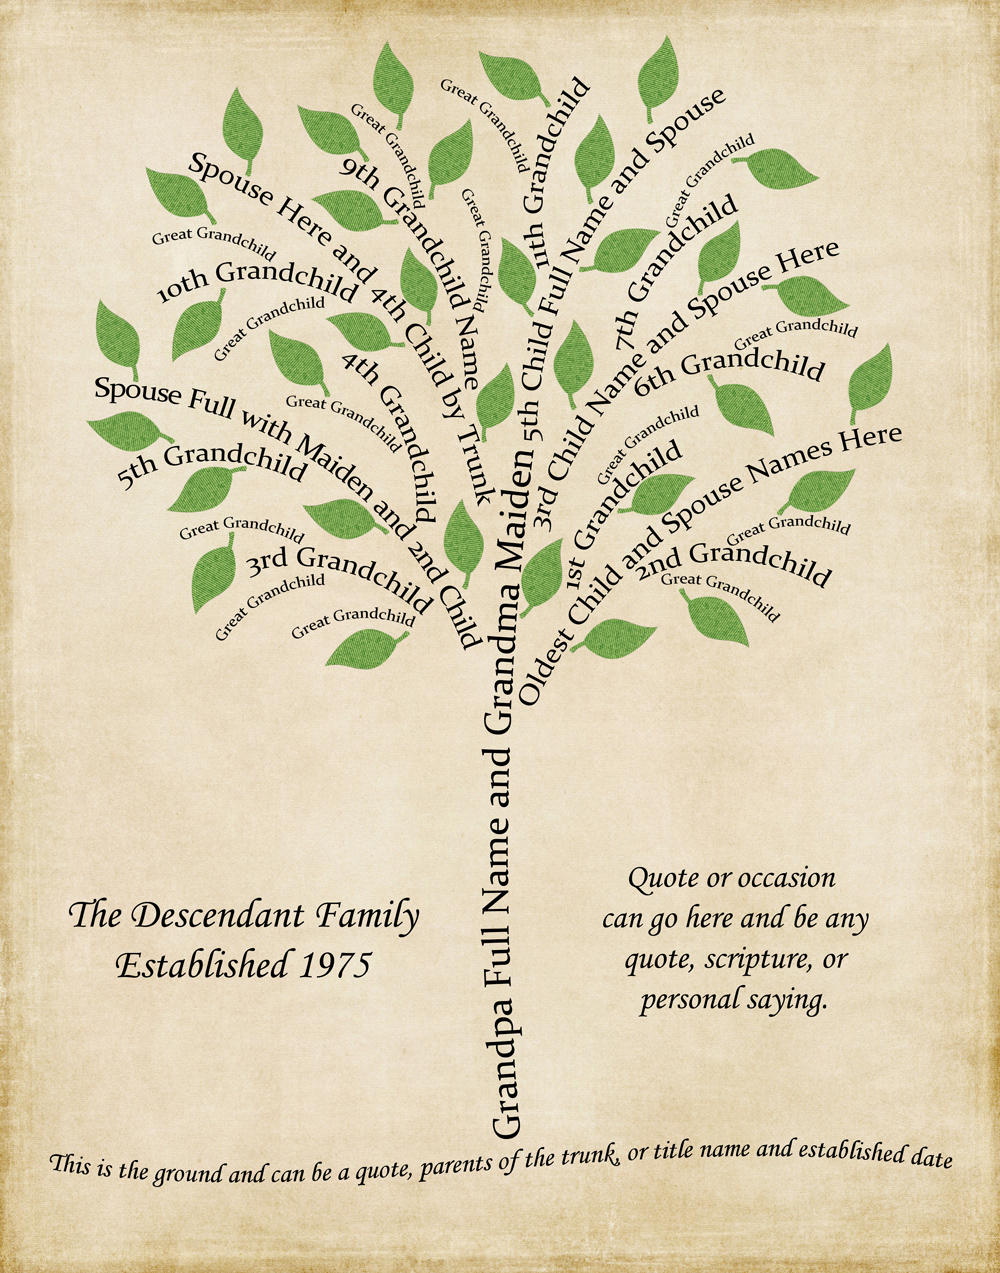 Great Grandchild
Great Grandchild
11th Grandchild
Spouse Here and 4th Child by Trunk
9th Grandchild Name
Great Grandchild
5th Child Full Name and Spouse
Great Grandchild
7th Grandchild
Great Grandchild
10th Grandchild
Great Grandchild
3rd Child Name and Spouse Here
Great Grandchild
6th Grandchild
4th Grandchild
Great Grandchild
Spouse Full with Maiden and 2nd Child
5th Grandchild
Great Grandchild
1st Grandchild
Oldest Child and Spouse Names Here
Great Grandchild
3rd Grandchild
Great Grandchild
Great Grandchild
Great Grandchild
2nd Grandchild
Great Grandchild
Grandpa Full Name and Grandma Maiden
The Descendant Family
Established 1975
Quote or occasion
can go here and be any
quote, scripture, or
personal saying.
This is the ground and can be a quote, parents of the trunk, or title name and established date